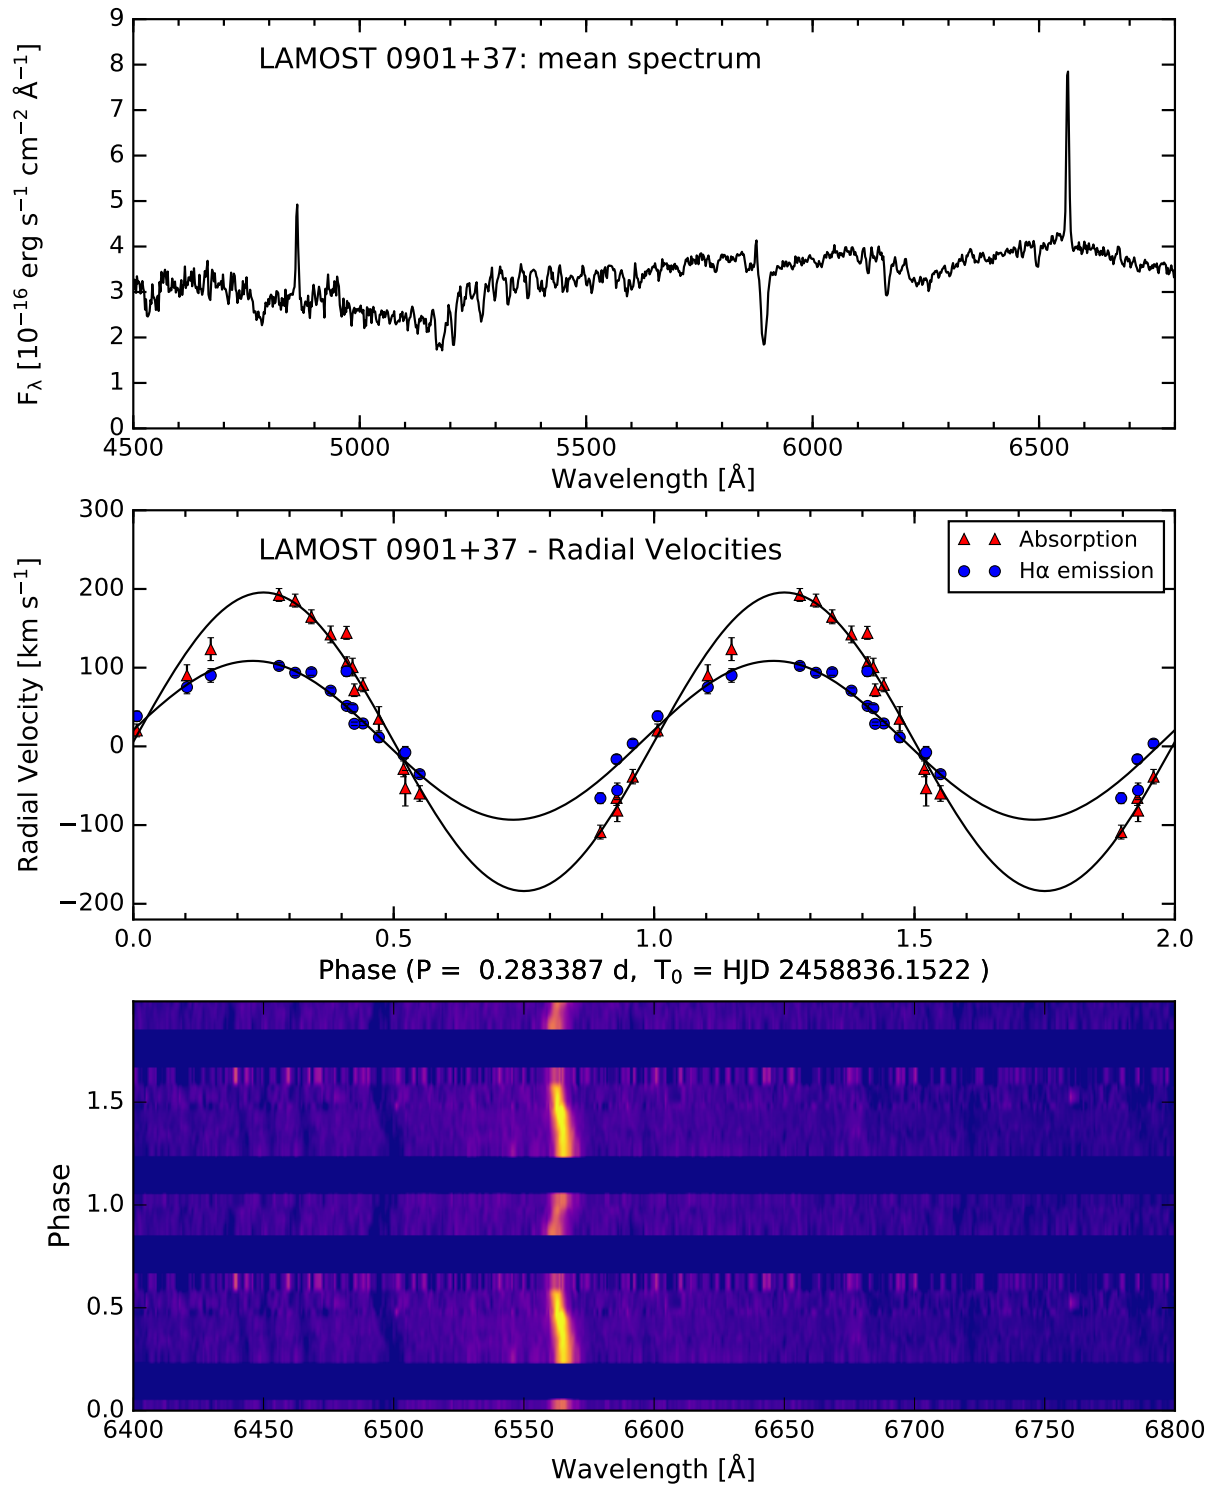 LAMOST 0901+37: mean spectrum
F_λ [10⁻¹⁶ erg s⁻¹ cm⁻² Å⁻¹]
9
8
7
6
5
4
3
2
1
0
4500 5000 5500 6000 6500
Wavelength [Å]
LAMOST 0901+37 - Radial Velocities
Absorption
Hα emission
Radial Velocity [km s⁻¹]
300
200
100
0
−100
−200
0.0 0.5 1.0 1.5 2.0
Phase (P = 0.283387 d, T₀ = HJD 2458836.1522 )
Phase
1.5
1.0
0.5
0.0
6400 6450 6500 6550 6600 6650 6700 6750 6800
Wavelength [Å]